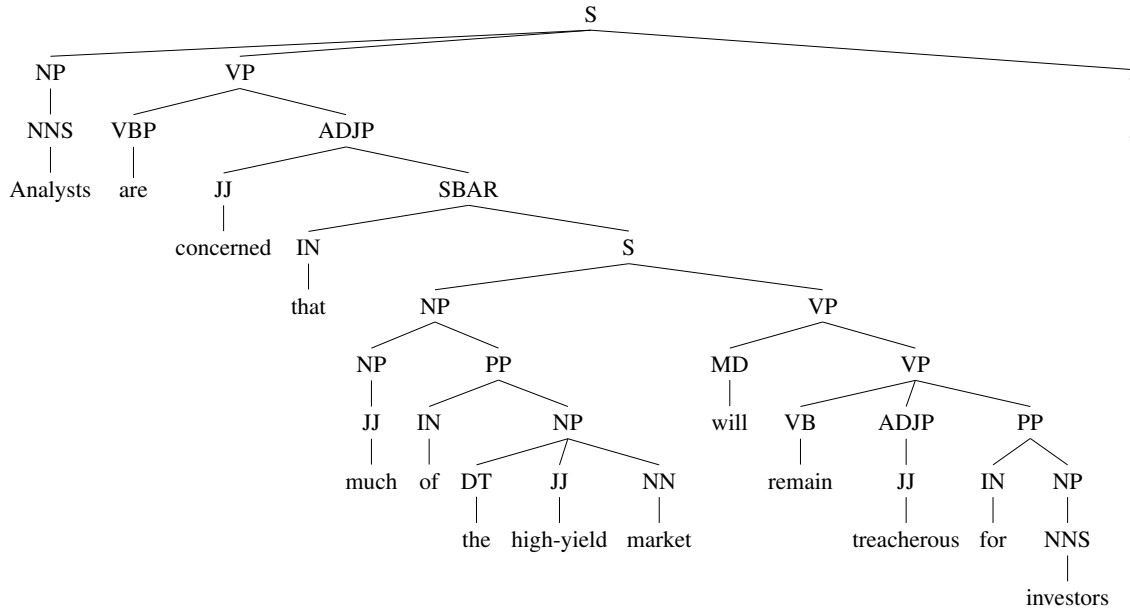 S
NP VP
NNS VBP ADJP
Analysts are JJ SBAR
concerned IN S
that NP VP
NP PP MD VP
JJ IN NP will VB ADJP PP
much of DT JJ NN remain JJ IN NP
the high-yield market treacherous for NNS
investors